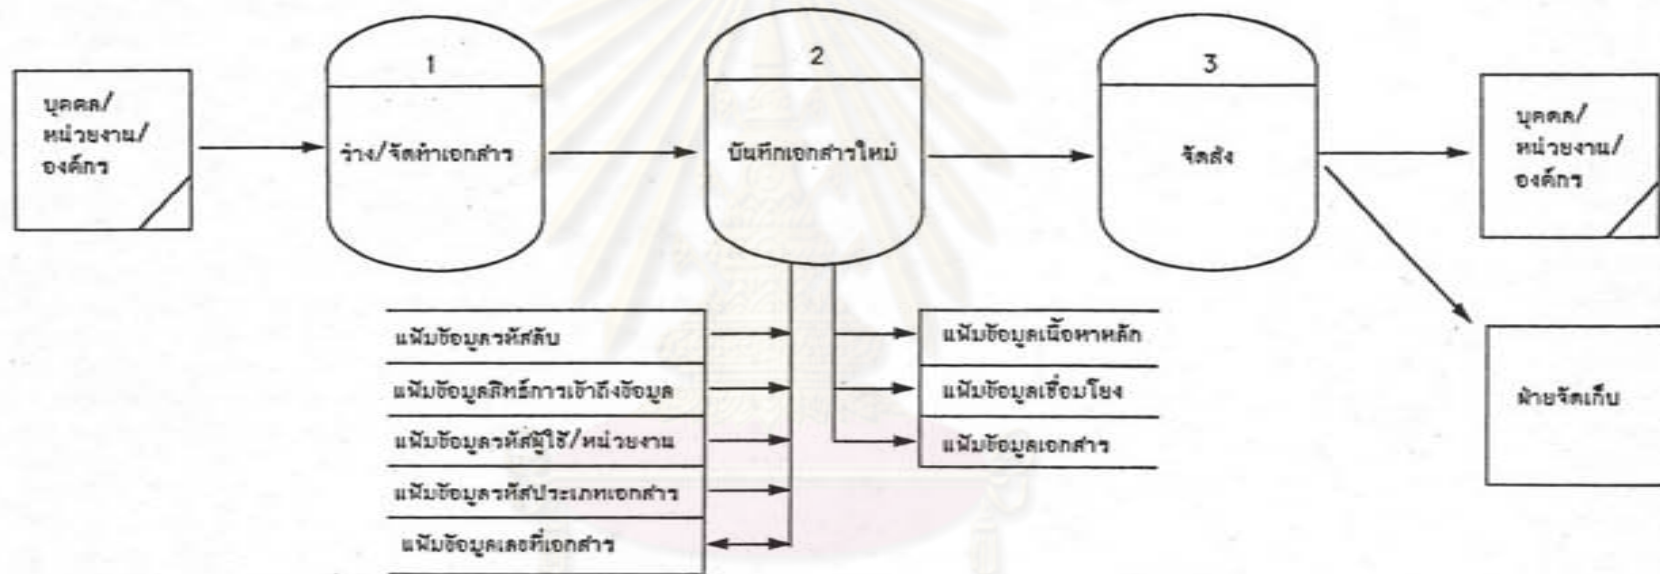 บุคคล/
หน่วยงาน/
องค์กร
1
ร่าง/จัดทำเอกสาร
2
บันทึกเอกสารใหม่
3
จัดส่ง
บุคคล/
หน่วยงาน/
องค์กร
แฟ้มข้อมูลรหัสลับ
แฟ้มข้อมูลสิทธิ์การเข้าถึงข้อมูล
แฟ้มข้อมูลรหัสผู้ใช้/หน่วยงาน
แฟ้มข้อมูลรหัสประเภทเอกสาร
แฟ้มข้อมูลเลขที่เอกสาร
แฟ้มข้อมูลเนื้อหาหลัก
แฟ้มข้อมูลเชื่อมโยง
แฟ้มข้อมูลเอกสาร
ฝ่ายจัดเก็บ